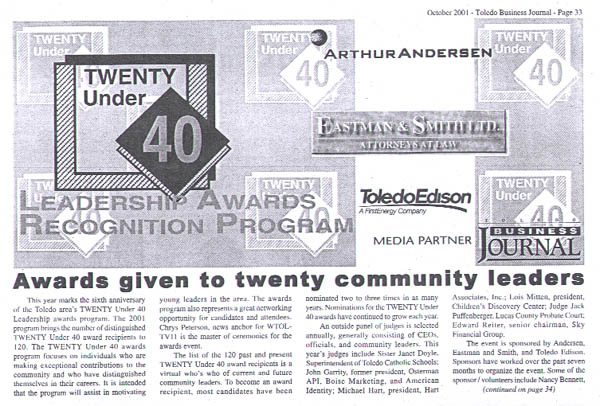 October 2001 - Toledo Business Journal - Page 33
TWENTY
Under
40
ARTHUR ANDERSEN
TWENTY
Under
40
TWENTY
Under
40
EASTMAN & SMITH LTD.
ATTORNEYS AT LAW
TWENTY
TWENTY
Under
40
LEADERSHIP AWARDS
RECOGNITION PROGRAM
Toledo Edison
A FirstEnergy Company
MEDIA PARTNER
TOLEDO
BUSINESS
JOURNAL
Awards given to twenty community leaders
This year marks the sixth anniversary
of the Toledo area's TWENTY Under 40
Leadership awards program. The 2001
program brings the number of distinguished
TWENTY Under 40 award recipients to
120. The TWENTY Under 40 awards
program focuses on individuals who are
making exceptional contributions to the
community and who have distinguished
themselves in their careers. It is intended
that the program will assist in motivating
young leaders in the area. The awards
program also represents a great networking
opportunity for candidates and attendees.
Chrys Peterson, news anchor for WTOL-
TV11 is the master of ceremonies for the
awards event.
The list of the 120 past and present
TWENTY Under 40 award recipients is a
virtual who's who of current and future
community leaders. To become an award
recipient, most candidates have been
nominated two to three times in as many
years. Nominations for the TWENTY Under
40 awards have continued to grow each year.
An outside panel of judges is selected
annually, generally consisting of CEOs,
officials, and community leaders. This
year's judges include Sister Janet Doyle,
Superintendent of Toledo Catholic Schools;
John Garrity, former president, Osterman
API, Boise Marketing, and American
Identity; Michael Hart, president, Hart
Associates, Inc.; Lois Mitten, president,
Children's Discovery Center; Judge Jack
Puffenberger, Lucas County Probate Court;
Edward Reiter, senior chairman, Sky
Financial Group.
The event is sponsored by Andersen,
Eastman and Smith, and Toledo Edison.
Sponsors have worked over the past seven
months to organize the event. Some of the
sponsor / volunteers include Nancy Bennett,
(continued on page 34)